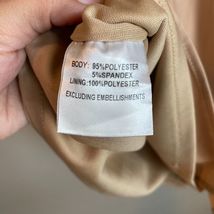 BODY: 95%POLYESTER
5%SPANDEX
LINING: 100%POLYESTER
EXCLUDING EMBELLISHMENTS